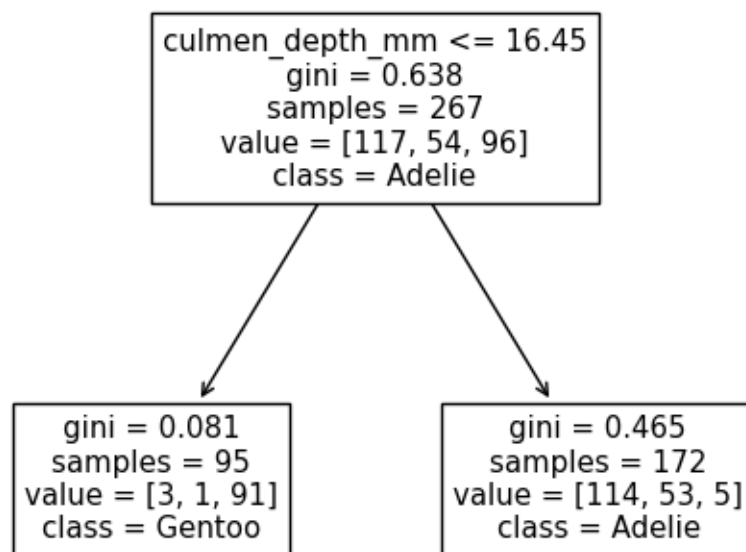 culmen_depth_mm <= 16.45
gini = 0.638
samples = 267
value = [117, 54, 96]
class = Adelie
gini = 0.081
samples = 95
value = [3, 1, 91]
class = Gentoo
gini = 0.465
samples = 172
value = [114, 53, 5]
class = Adelie